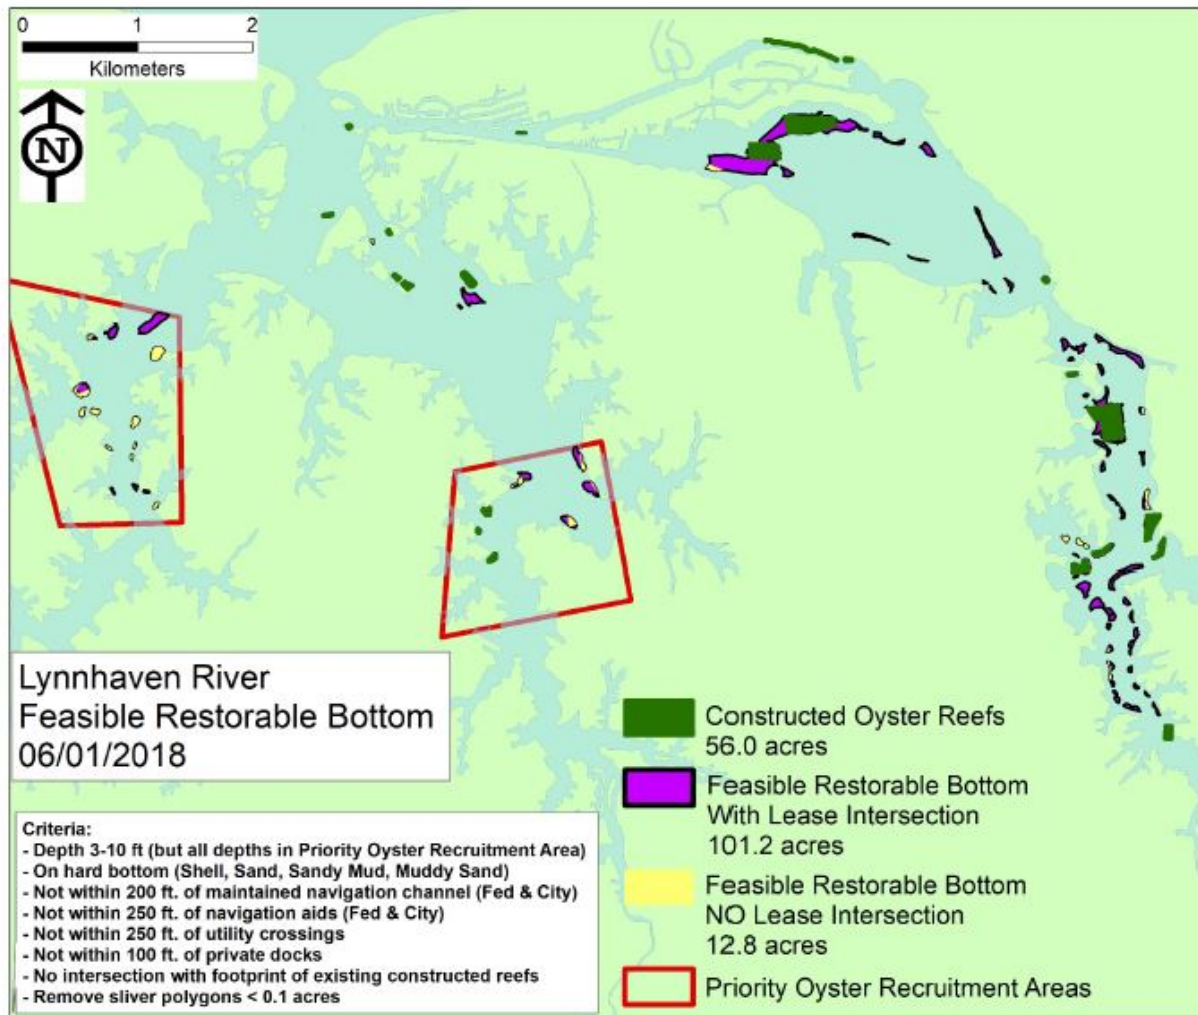 0 1 2
Kilometers
N
Lynnhaven River
Feasible Restorable Bottom
06/01/2018
Criteria:
- Depth 3-10 ft (but all depths in Priority Oyster Recruitment Area)
- On hard bottom (Shell, Sand, Sandy Mud, Muddy Sand)
- Not within 200 ft. of maintained navigation channel (Fed & City)
- Not within 250 ft. of navigation aids (Fed & City)
- Not within 250 ft. of utility crossings
- Not within 100 ft. of private docks
- No intersection with footprint of existing constructed reefs
- Remove sliver polygons < 0.1 acres
Constructed Oyster Reefs
56.0 acres
Feasible Restorable Bottom
With Lease Intersection
101.2 acres
Feasible Restorable Bottom
NO Lease Intersection
12.8 acres
Priority Oyster Recruitment Areas